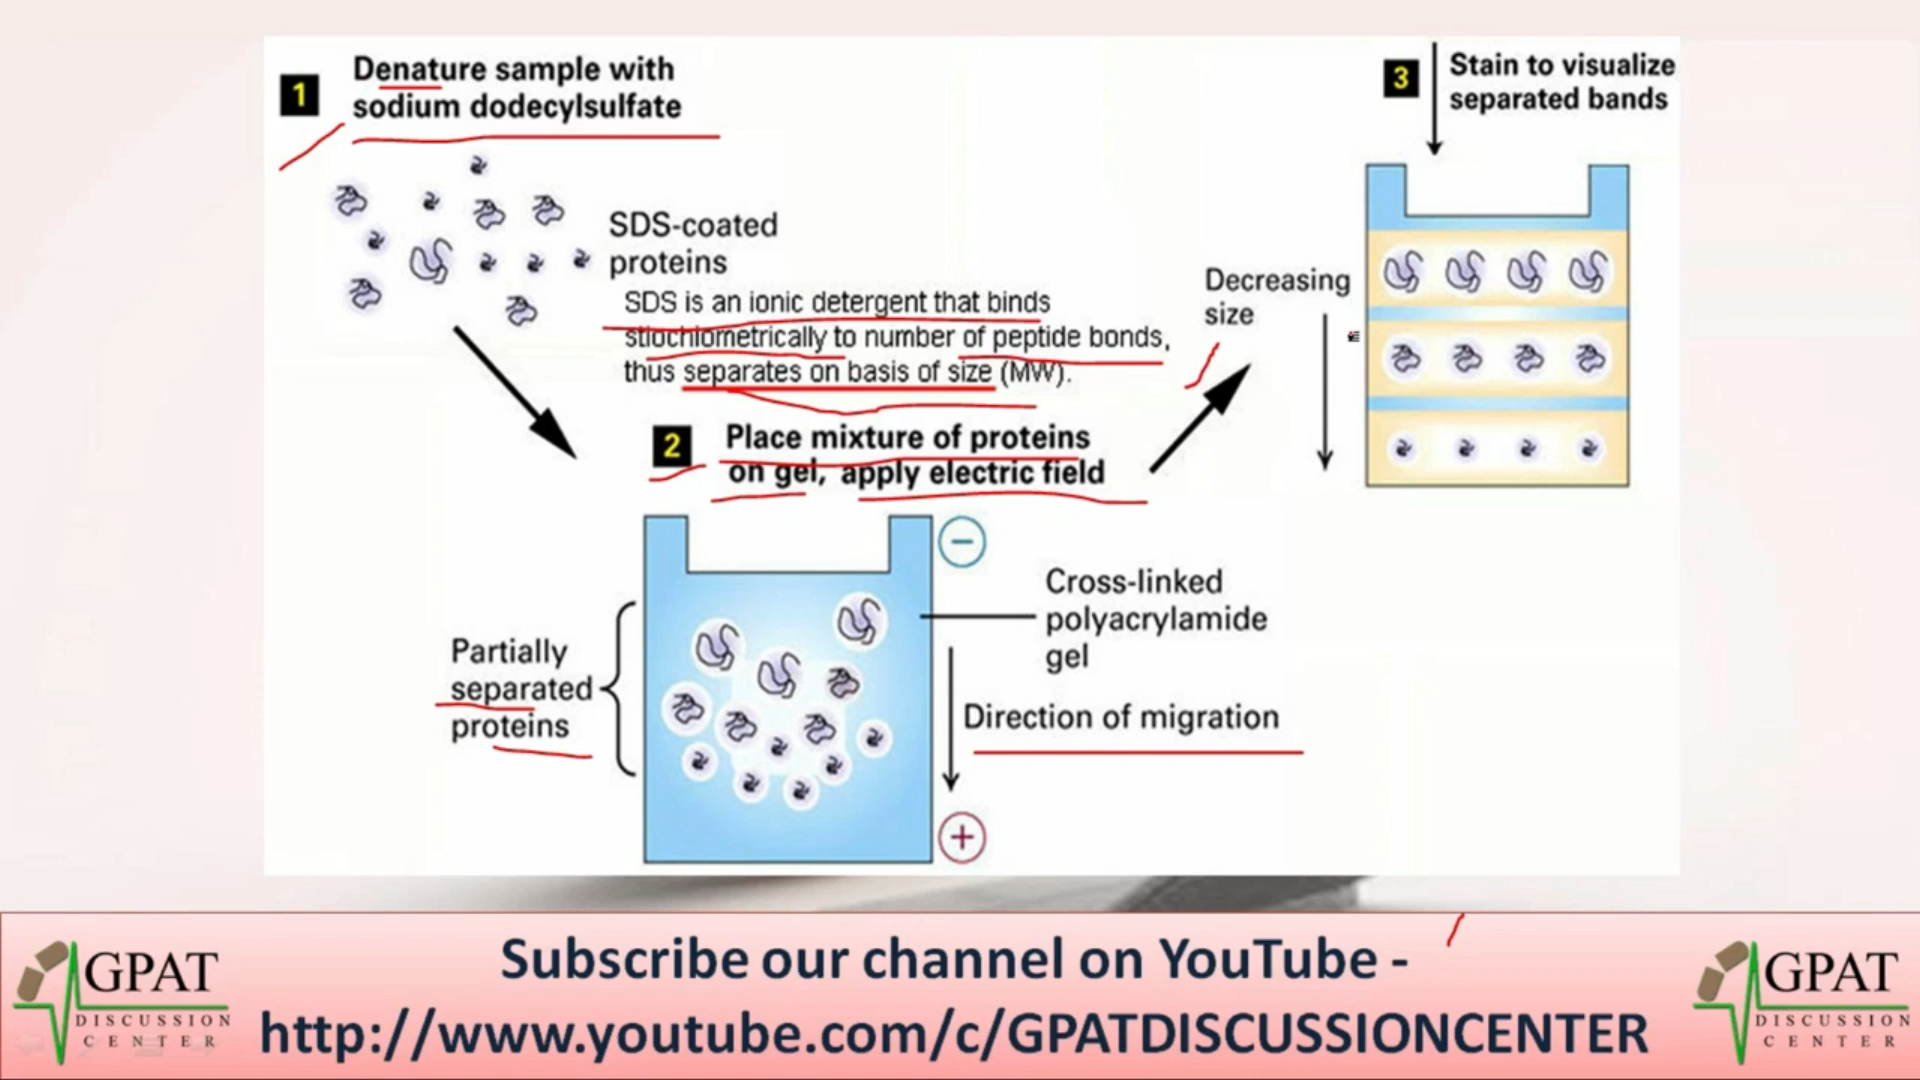 1
Denature sample with
sodium dodecylsulfate
SDS-coated
proteins
SDS is an ionic detergent that binds
stiochiometrically to number of peptide bonds,
thus separates on basis of size (MW).
2
Place mixture of proteins
on gel, apply electric field
Partially
separated
proteins
−
Cross-linked
polyacrylamide
gel
Direction of migration
+
3
Stain to visualize
separated bands
Decreasing
size
GPAT
DISCUSSION
CENTER
Subscribe our channel on YouTube -
http://www.youtube.com/c/GPATDISCUSSIONCENTER
GPAT
DISCUSSION
CENTER